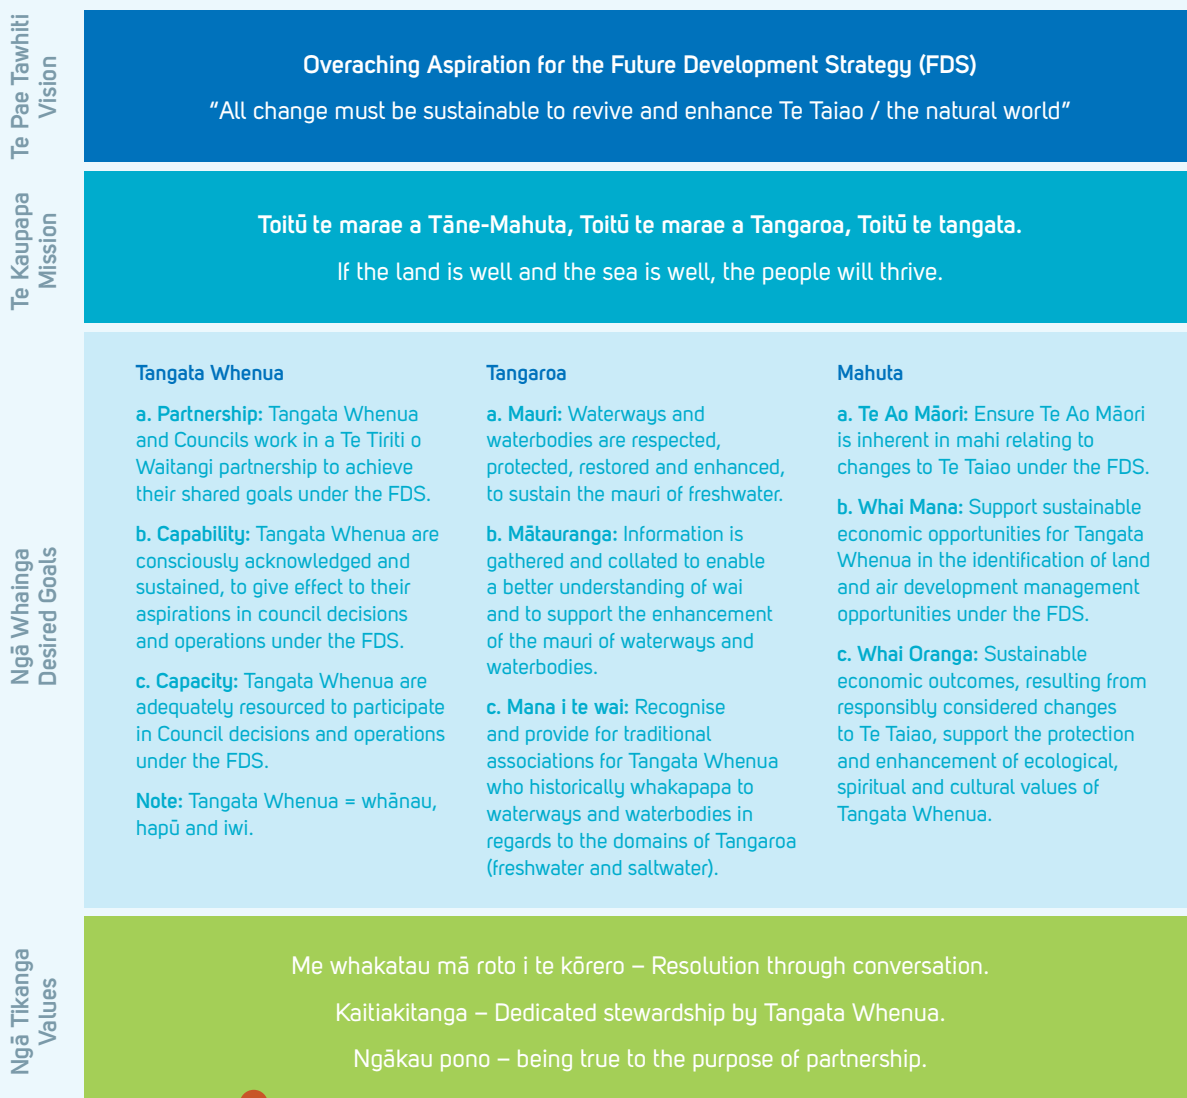 Te Pae Tawhiti
Vision
Overaching Aspiration for the Future Development Strategy (FDS)
“All change must be sustainable to revive and enhance Te Taiao / the natural world”
Te Kaupapa
Mission
Toitū te marae a Tāne-Mahuta, Toitū te marae a Tangaroa, Toitū te tangata.
If the land is well and the sea is well, the people will thrive.
Ngā Whainga
Desired Goals
Tangata Whenua
a. Partnership: Tangata Whenua
and Councils work in a Te Tiriti o
Waitangi partnership to achieve
their shared goals under the FDS.
b. Capability: Tangata Whenua are
consciously acknowledged and
sustained, to give effect to their
aspirations in council decisions
and operations under the FDS.
c. Capacity: Tangata Whenua are
adequately resourced to participate
in Council decisions and operations
under the FDS.
Note: Tangata Whenua = whānau,
hapū and iwi.
Tangaroa
a. Mauri: Waterways and
waterbodies are respected,
protected, restored and enhanced,
to sustain the mauri of freshwater.
b. Mātauranga: Information is
gathered and collated to enable
a better understanding of wai
and to support the enhancement
of the mauri of waterways and
waterbodies.
c. Mana i te wai: Recognise
and provide for traditional
associations for Tangata Whenua
who historically whakapapa to
waterways and waterbodies in
regards to the domains of Tangaroa
(freshwater and saltwater).
Mahuta
a. Te Ao Māori: Ensure Te Ao Māori
is inherent in mahi relating to
changes to Te Taiao under the FDS.
b. Whai Mana: Support sustainable
economic opportunities for Tangata
Whenua in the identification of land
and air development management
opportunities under the FDS.
c. Whai Oranga: Sustainable
economic outcomes, resulting from
responsibly considered changes
to Te Taiao, support the protection
and enhancement of ecological,
spiritual and cultural values of
Tangata Whenua.
Ngā Tikanga
Values
Me whakatau mā roto i te kōrero – Resolution through conversation.
Kaitiakitanga – Dedicated stewardship by Tangata Whenua.
Ngākau pono – being true to the purpose of partnership.